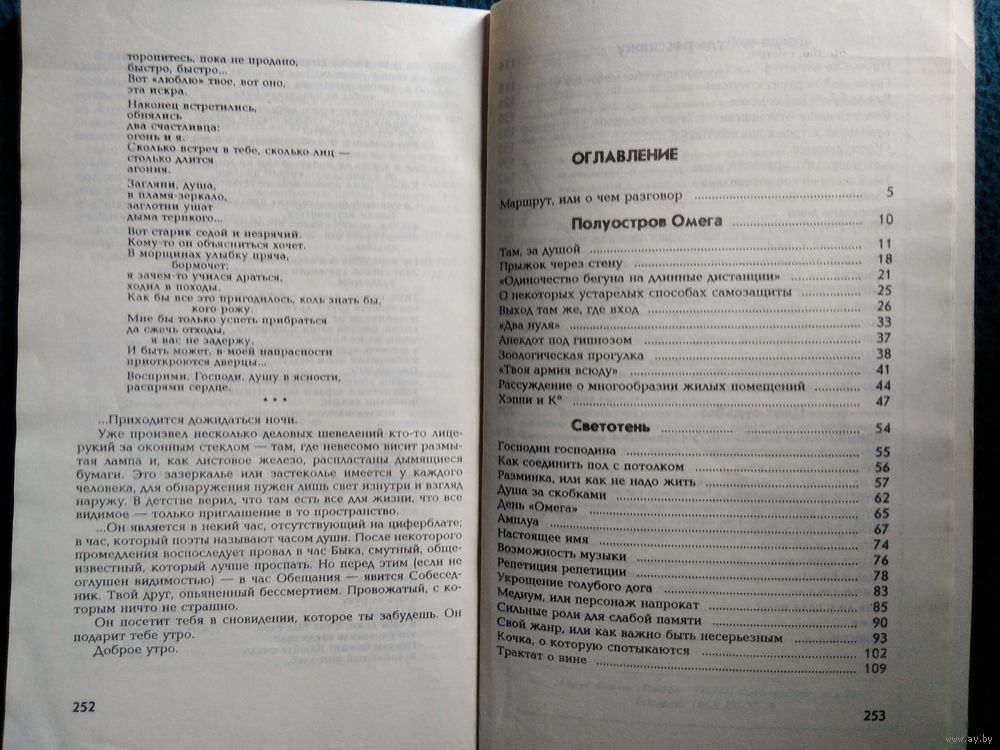 торопитесь, пока не продано,
быстро, быстро...
Вот «люблю» твое, вот оно,
эта искра.
Наконец встретились,
обнялись
два счастливца:
огонь и я.
Сколько встреч в тебе, сколько лиц —
столько длится
агония.
Загляни, душа,
в пламя-зеркало,
заглотни ушат
дыма терпкого...
Вот старик седой и незрячий.
Кому-то он объясниться хочет.
В морщинах улыбку пряча,
бормочет:
я зачем-то учился драться,
ходил в походы.
Как бы все это пригодилось, коль знать бы,
кого рожу.
Мне бы только успеть прибраться
да сжечь отходы,
я вас не задержу,
И быть может, в моей напрасности
приоткроются дверцы...
Восприми, Господи, душу в ясности,
распрями сердце.
* * *
...Приходится дожидаться ночи.
Уже произвел несколько деловых шевелений кто-то лице-
рукий за оконным стеклом — там, где невесомо висит размы-
тая лампа и, как листовое железо, распластаны дымящиеся
бумаги. Это зазеркалье или застеколье имеется у каждого
человека, для обнаружения нужен лишь свет изнутри и взгляд
наружу. В детстве верил, что там есть все для жизни, что все
видимое — только приглашение в то пространство.
...Он является в некий час, отсутствующий на циферблате;
в час, который поэты называют часом души. После некоторого
промедления воспоследует провал в час Быка, смутный, обще-
известный, который лучше проспать. Но перед этим (если не
оглушен видимостью) — в час Обещания — явится Собесед-
ник. Твой друг, опьяненный бессмертием. Провожатый, с ко-
торым ничто не страшно.
Он посетит тебя в сновидении, которое ты забудешь. Он
подарит тебе утро.
Доброе утро.
252
ОГЛАВЛЕНИЕ
Маршрут, или о чем разговор 5
Полуостров Омега 10
Там, за душой 11
Прыжок через стену 18
«Одиночество бегуна на длинные дистанции» 21
О некоторых устарелых способах самозащиты 25
Выход там же, где вход 26
«Два нуля» 33
Анекдот под гипнозом 37
Зоологическая прогулка 38
«Твоя армия всюду» 41
Рассуждение о многообразии жилых помещений 44
Хэппи и К° 47
Светотень 54
Господин господина 55
Как соединить пол с потолком 56
Разминка, или как не надо жить 57
Душа за скобками 62
День «Омега» 65
Амплуа 67
Настоящее имя 74
Возможность музыки 76
Репетиция репетиции 78
Укрощение голубого дога 83
Медиум, или персонаж напрокат 85
Сильные роли для слабой памяти 90
Свой жанр, или как важно быть несерьезным 93
Кочка, о которую спотыкаются 102
Трактат о вине 109
253
www.ay.by